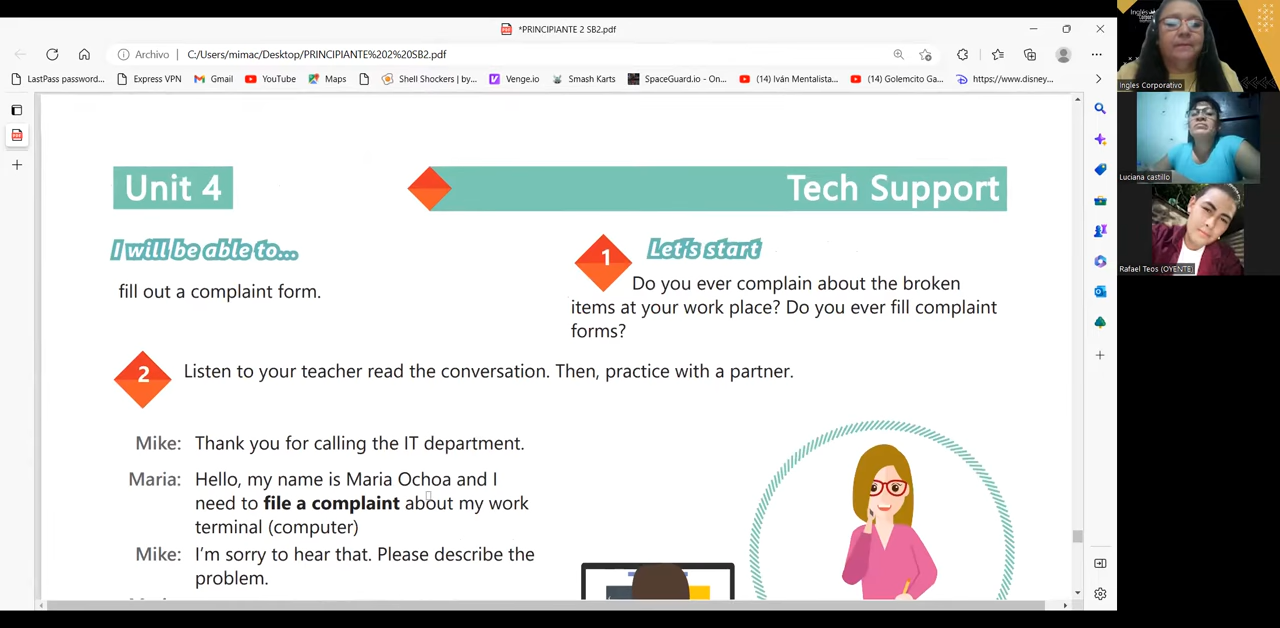 *PRINCIPIANTE 2 SB2.pdf
Archivo | C:/Users/mimac/Desktop/PRINCIPIANTE%202%20SB2.pdf
LastPass password... Express VPN Gmail YouTube Maps Shell Shockers | by... Venge.io Smash Karts SpaceGuard.io - On... (14) Iván Mentalista... (14) Golemcito Ga... https://www.disney...
Unit 4
Tech Support
I will be able to...
fill out a complaint form.
1
Let's start
Do you ever complain about the broken
items at your work place? Do you ever fill complaint
forms?
2
Listen to your teacher read the conversation. Then, practice with a partner.
Mike: Thank you for calling the IT department.
Maria: Hello, my name is Maria Ochoa and I
need to file a complaint about my work
terminal (computer)
Mike: I'm sorry to hear that. Please describe the
problem.
Inglés
Ingles Corporativo
Luciana castillo
Rafael Teos (OYENTE)